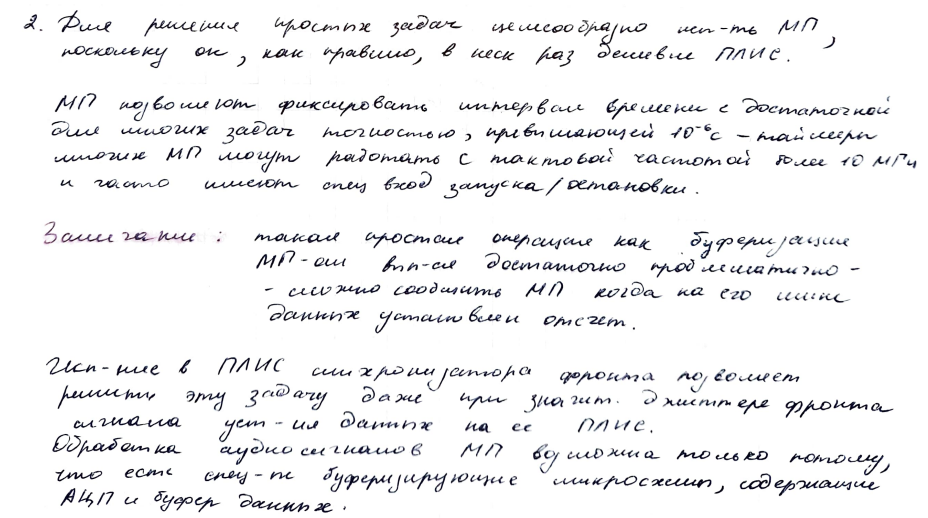 2. Для решения простых задач целесообразно исп-ть МП,
поскольку он, как правило, в неск раз дешевле ПЛИС.
МП позволяют фиксировать интервал времени с достаточной
для многих задач точностью, превышающей 10⁻⁶с – таймеры
многих МП могут работать с тактовой частотой более 10 МГц
и часто имеют спец вход запуска/остановки.
Замечание: такая простая операция как буферизация
МП-ом вып-ся достаточно проблематично –
- сложно сообщить МП когда на его шине
данных установлен отсчет.
Исп-ние в ПЛИС синхронизатора фронта позволяет
решить эту задачу даже при значит. джиттере фронта
сигнала уст-ия данных на ее ПЛИС.
Обработка аудиосигналов МП возможна только потому,
что есть спец-ые буферизирующие микросхемы, содержащие
АЦП и буфер данных.